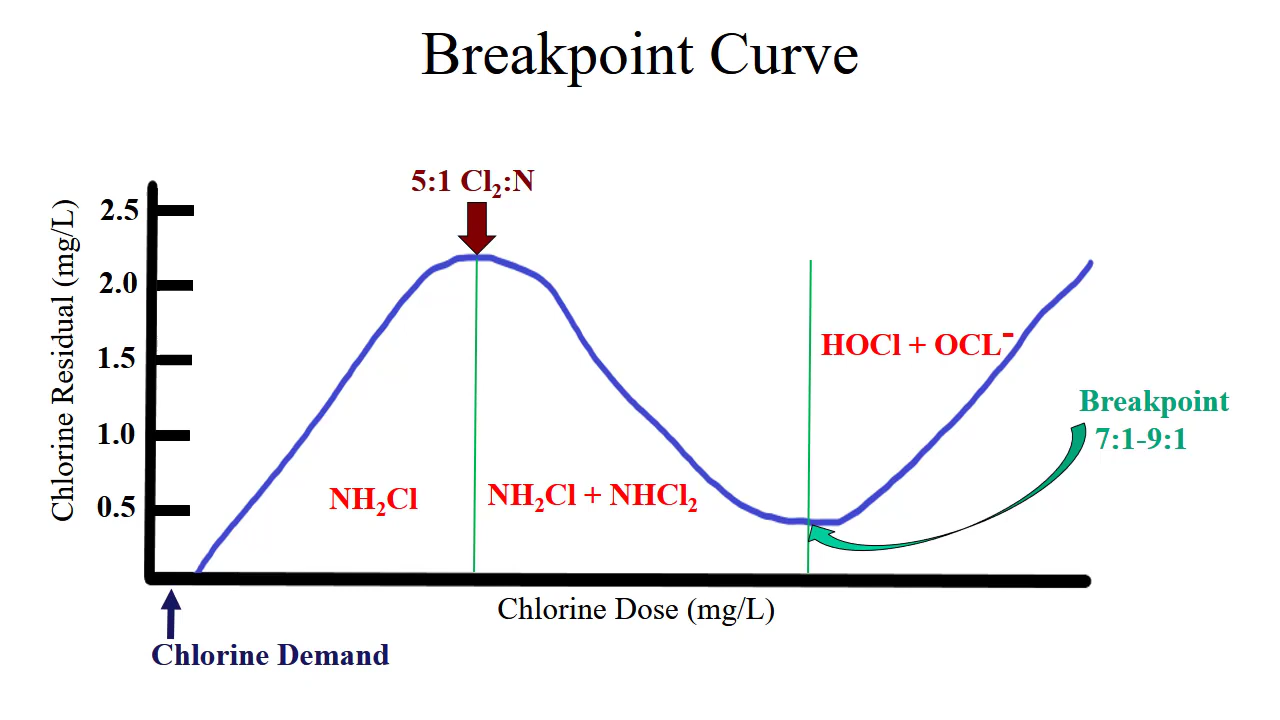 Breakpoint Curve
5:1 Cl₂:N
Chlorine Residual (mg/L)
2.5
2.0
1.5
1.0
0.5
HOCl + OCL⁻
Breakpoint
7:1-9:1
NH₂Cl
NH₂Cl + NHCl₂
Chlorine Dose (mg/L)
Chlorine Demand